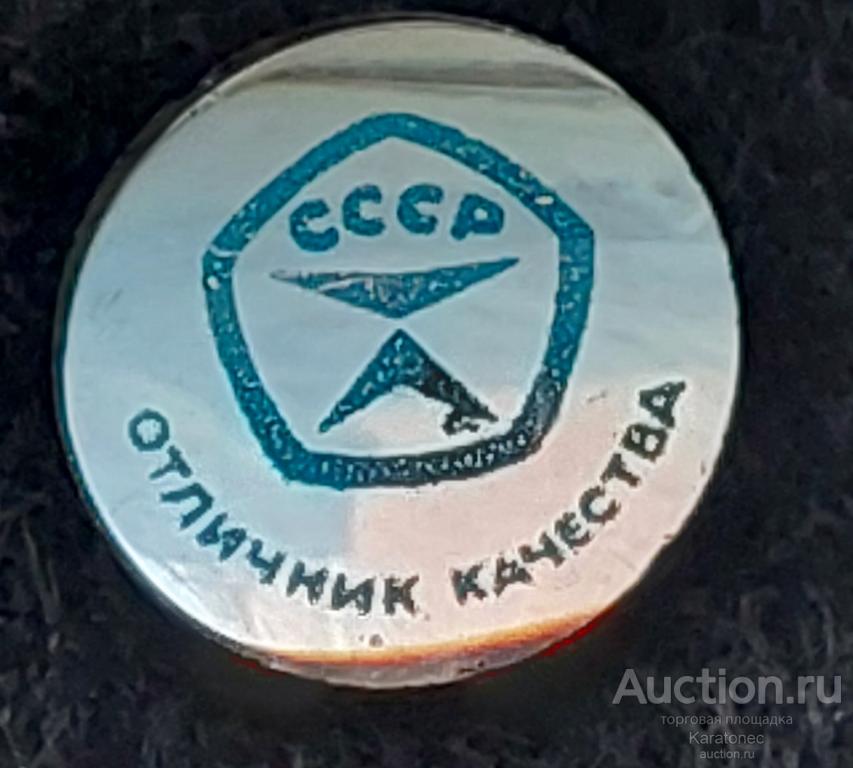 СССР
ОТЛИЧНИК КАЧЕСТВА
Auction.ru
торговая площадка
Karatonec
auction.ru